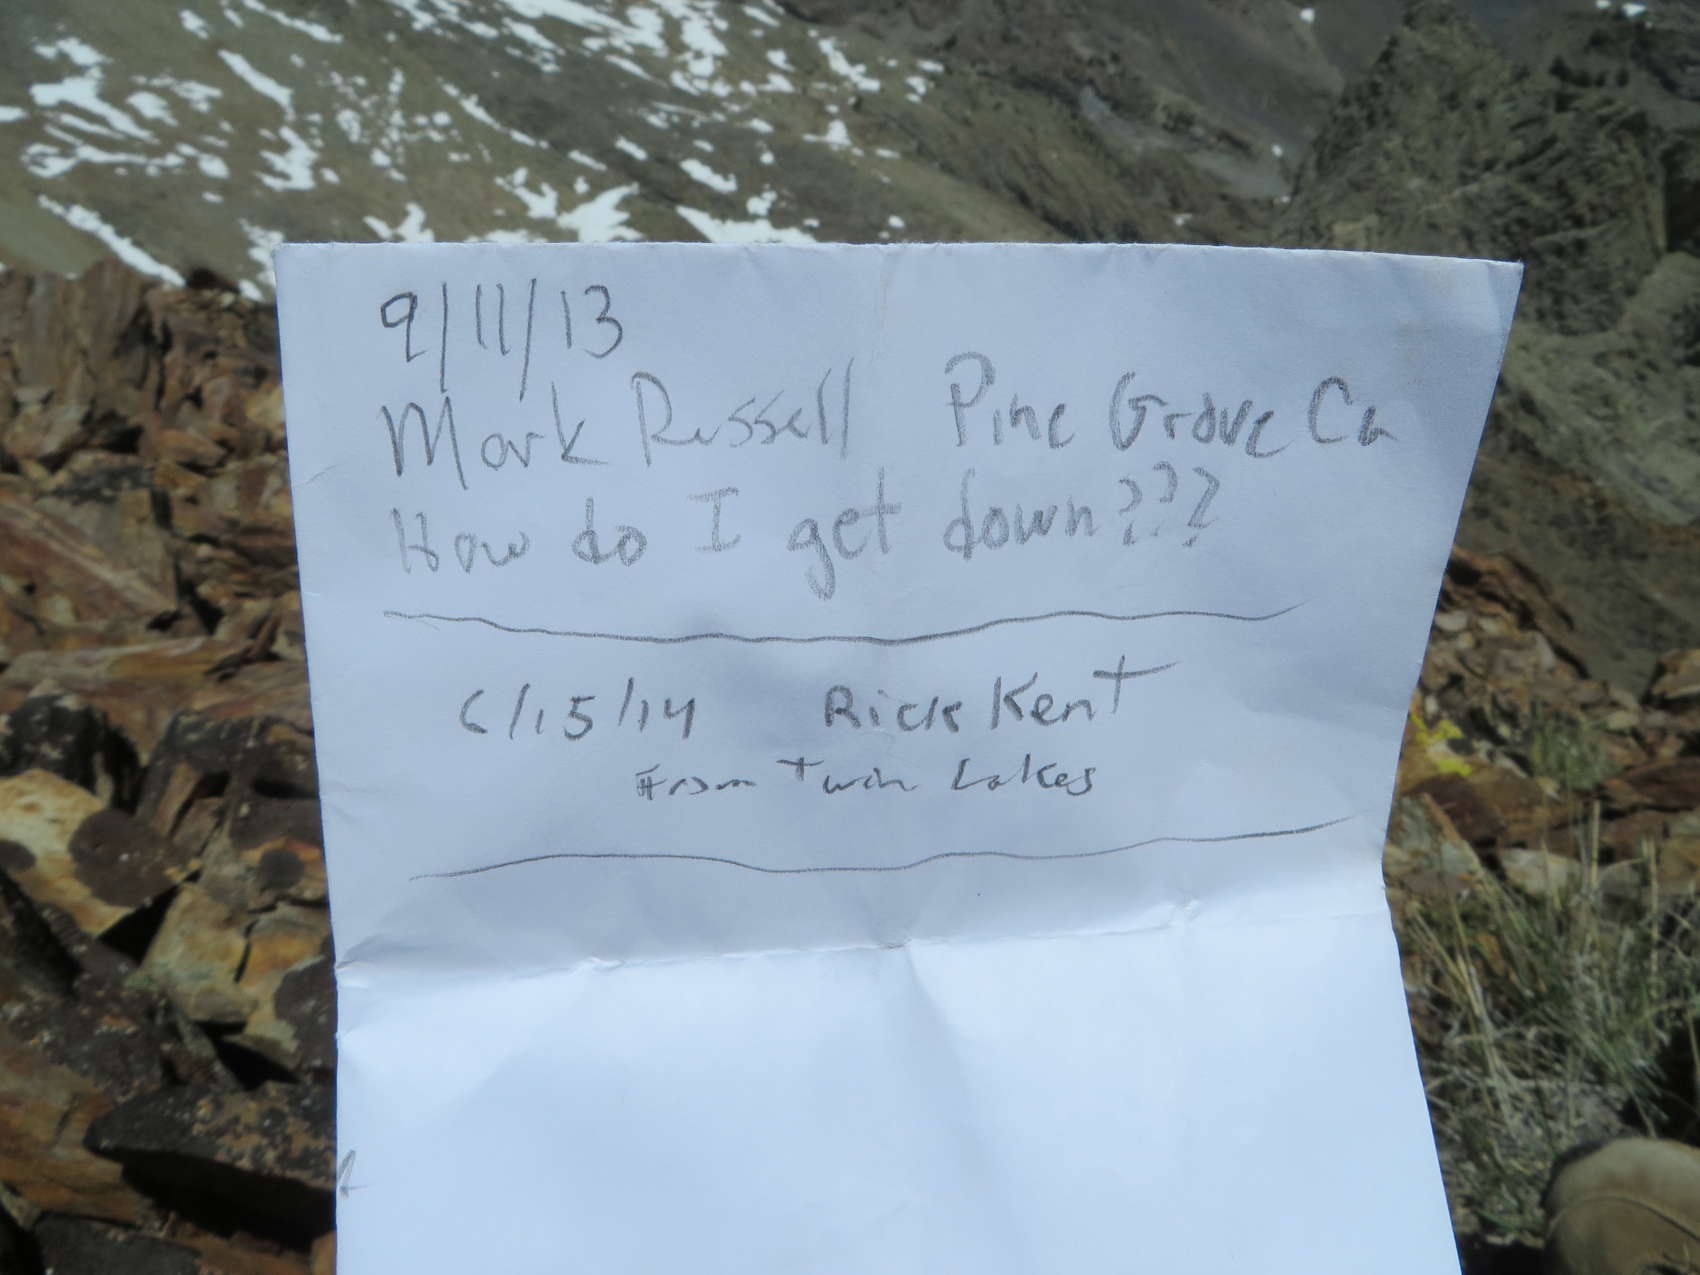 9/11/13
Mark Russell Pine Grove Ca
How do I get down???
6/15/14 Rick Kent
From Twin Lakes